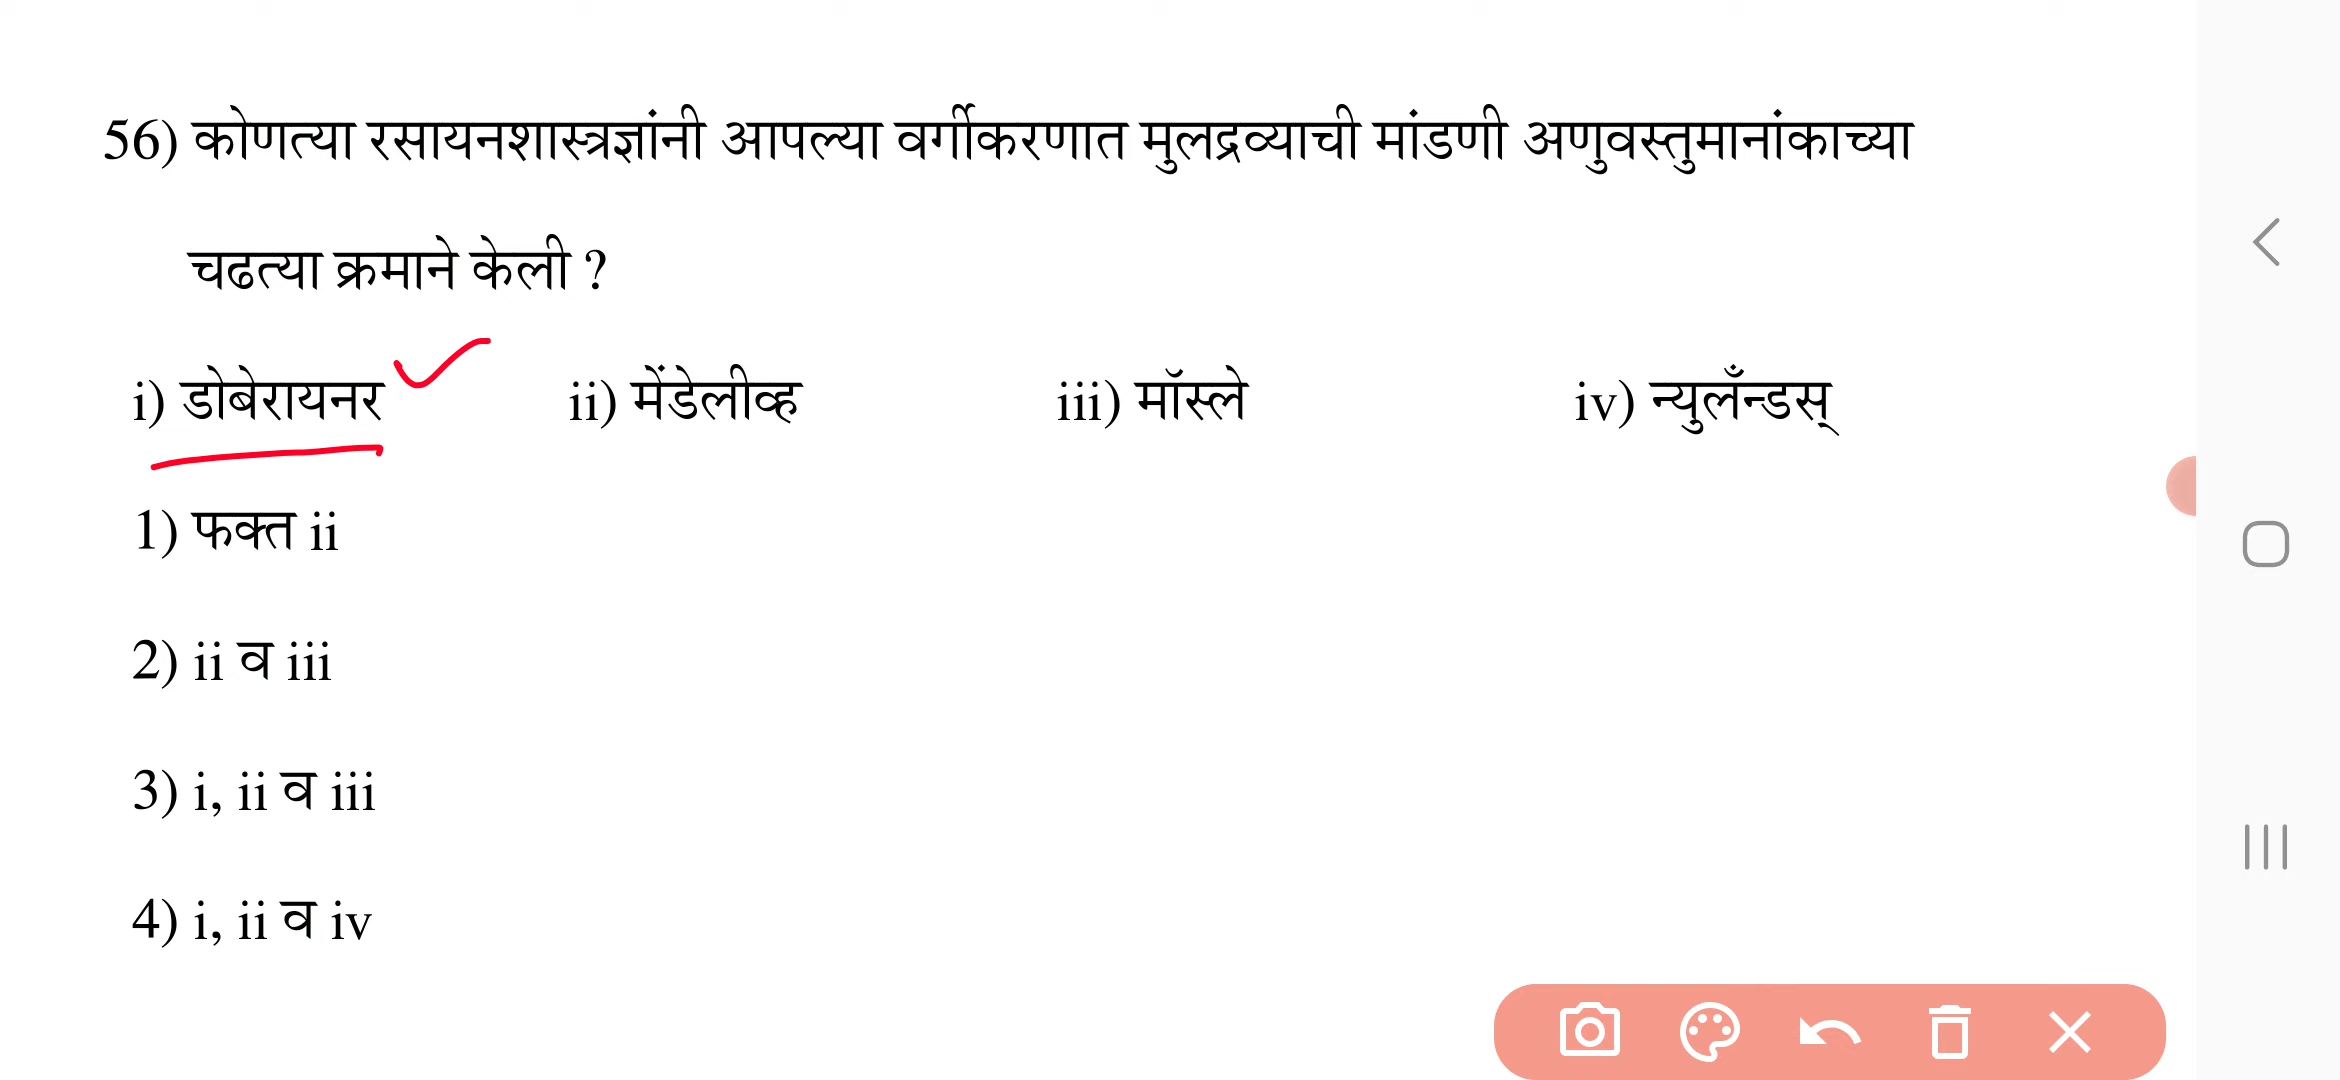 56) कोणत्या रसायनशास्त्रज्ञांनी आपल्या वर्गीकरणात मुलद्रव्याची मांडणी अणुवस्तुमानांकाच्या
चढत्या क्रमाने केली ?
i) डोबेरायनर ii) मेंडेलीव्ह iii) मॉस्ले iv) न्युलँन्डस्
1) फक्त ii
2) ii व iii
3) i, ii व iii
4) i, ii व iv